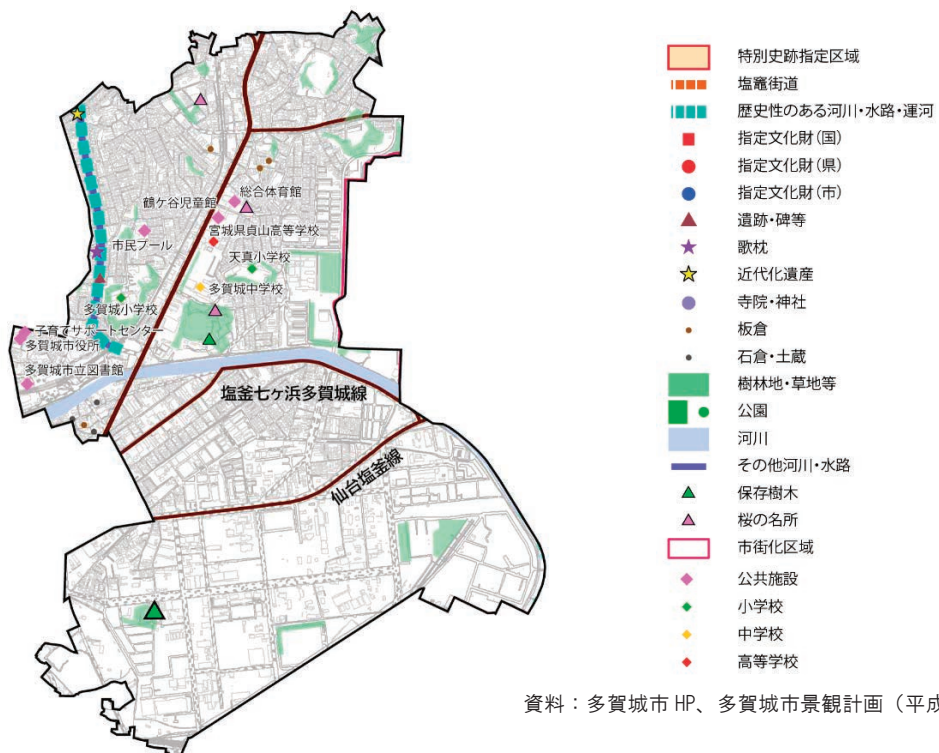 総合体育館
鶴ケ谷児童館
宮城県貞山高等学校
市民プール
天真小学校
多賀城中学校
多賀城小学校
子育てサポートセンター
多賀城市役所
多賀城市立図書館
塩釜七ヶ浜多賀城線
仙台塩釜線
特別史跡指定区域
塩竈街道
歴史性のある河川・水路・運河
指定文化財(国)
指定文化財(県)
指定文化財(市)
遺跡・碑等
歌枕
近代化遺産
寺院・神社
板倉
石倉・土蔵
樹林地・草地等
公園
河川
その他河川・水路
保存樹木
桜の名所
市街化区域
公共施設
小学校
中学校
高等学校
資料：多賀城市 HP、多賀城市景観計画（平成